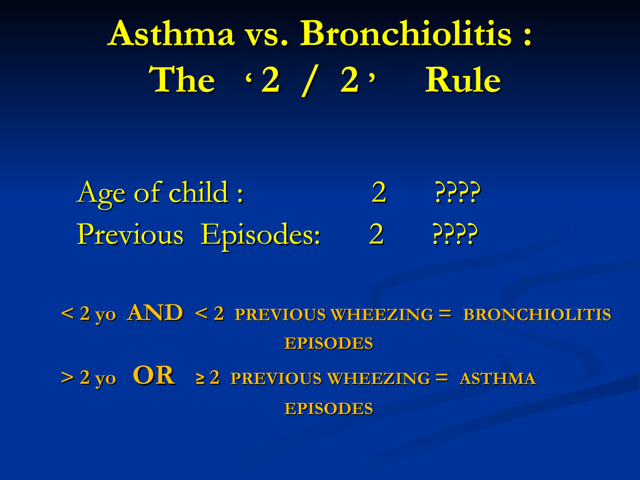 Asthma vs. Bronchiolitis :
The ‘ 2 / 2 ’ Rule
Age of child : 2 ????
Previous Episodes: 2 ????
< 2 yo AND < 2 PREVIOUS WHEEZING = BRONCHIOLITIS
EPISODES
> 2 yo OR ≥ 2 PREVIOUS WHEEZING = ASTHMA
EPISODES